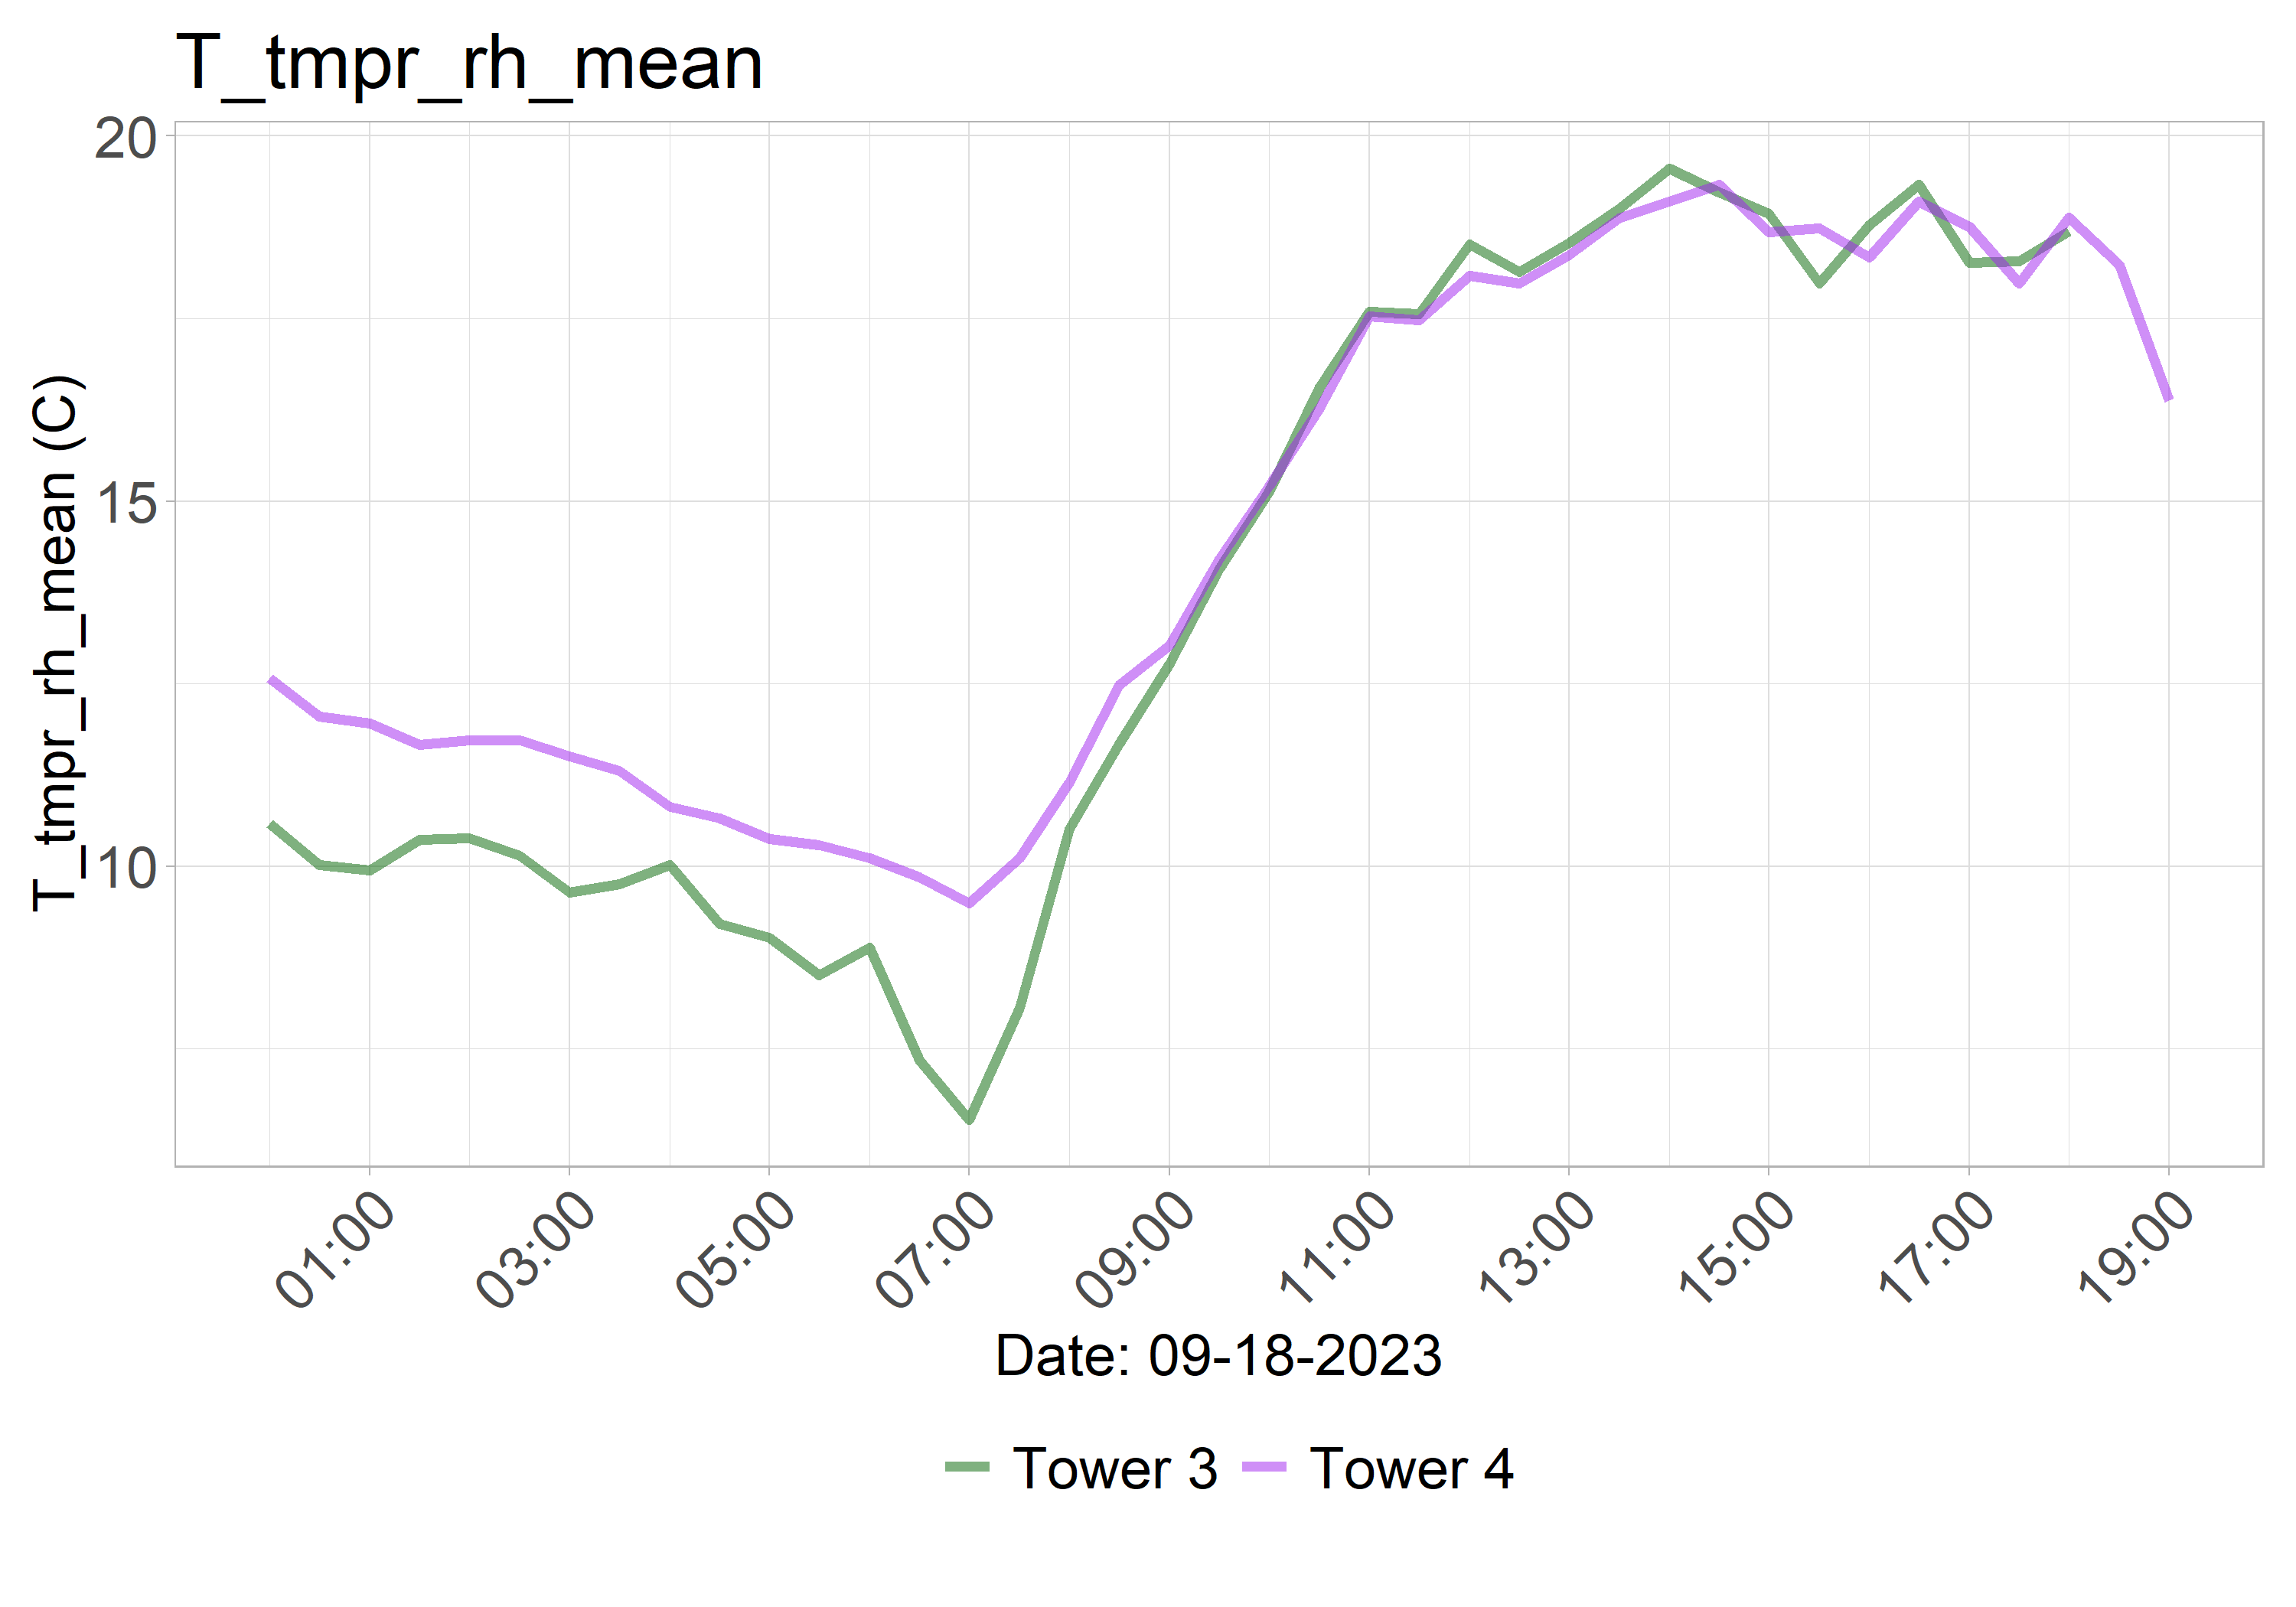 T_tmpr_rh_mean
T_tmpr_rh_mean (C)
20
15
10
01:00 03:00 05:00 07:00 09:00 11:00 13:00 15:00 17:00 19:00
Date: 09-18-2023
Tower 3 Tower 4